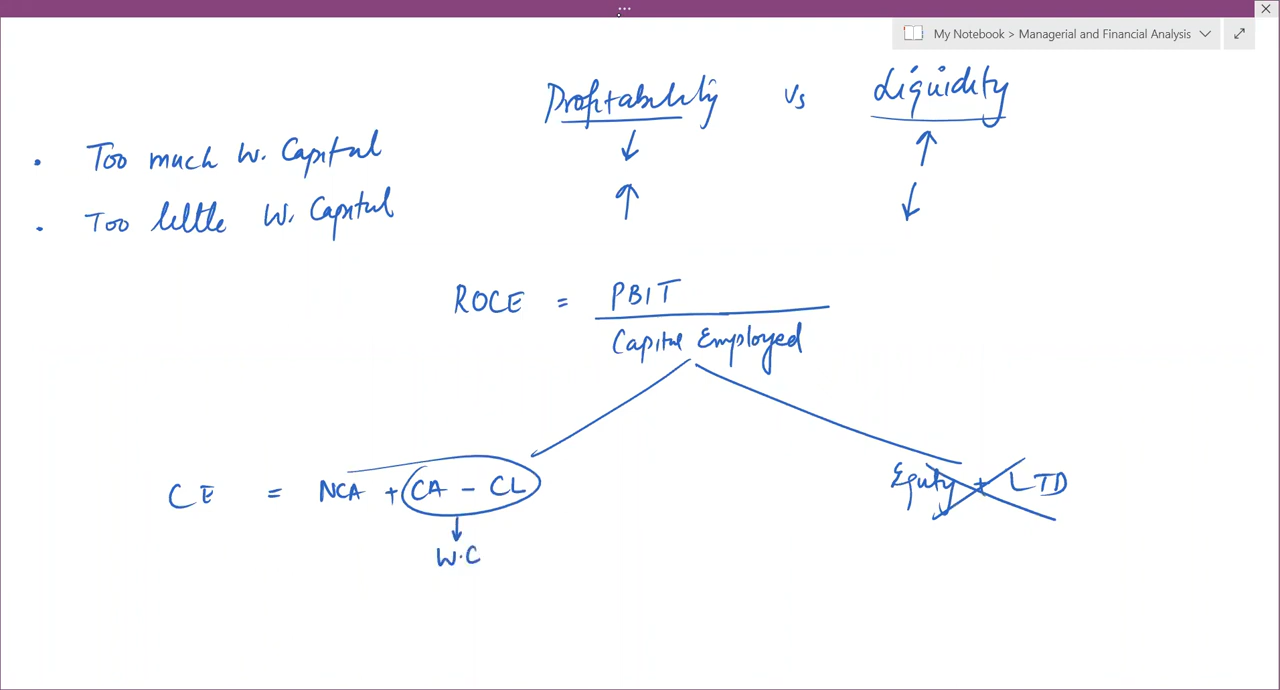 ...
My Notebook > Managerial and Financial Analysis
Profitability Vs Liquidity
• Too much W. Capital ↓ ↑
• Too little W. Capital ↑ ↓
ROCE = PBIT
Capital Employed
CE = NCA + CA - CL
Equity + LTD
W.C